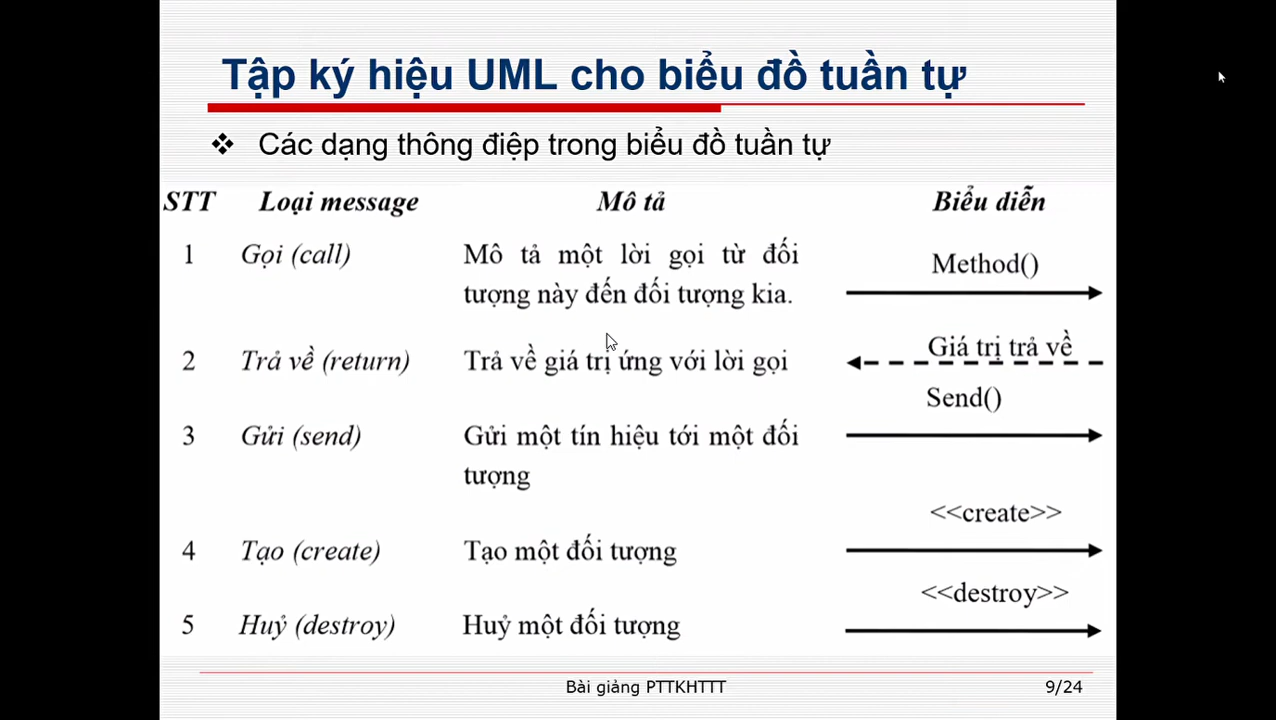 Tập ký hiệu UML cho biểu đồ tuần tự
❖ Các dạng thông điệp trong biểu đồ tuần tự
STT Loại message Mô tả Biểu diễn
1 Gọi (call) Mô tả một lời gọi từ đối Method()
tượng này đến đối tượng kia.
Giá trị trả về
2 Trả về (return) Trả về giá trị ứng với lời gọi
Send()
3 Gửi (send) Gửi một tín hiệu tới một đối
tượng
<<create>>
4 Tạo (create) Tạo một đối tượng
<<destroy>>
5 Huỷ (destroy) Huỷ một đối tượng
Bài giảng PTTKHTTT 9/24